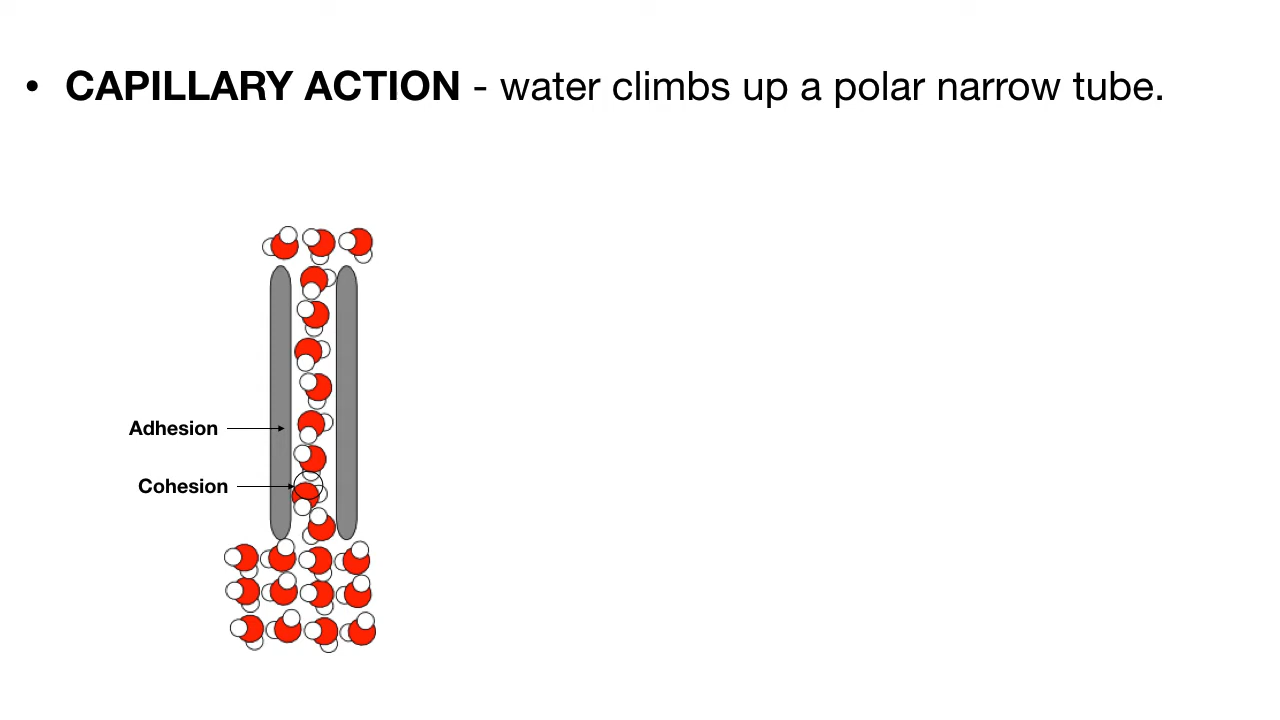 • CAPILLARY ACTION - water climbs up a polar narrow tube.
Adhesion
Cohesion